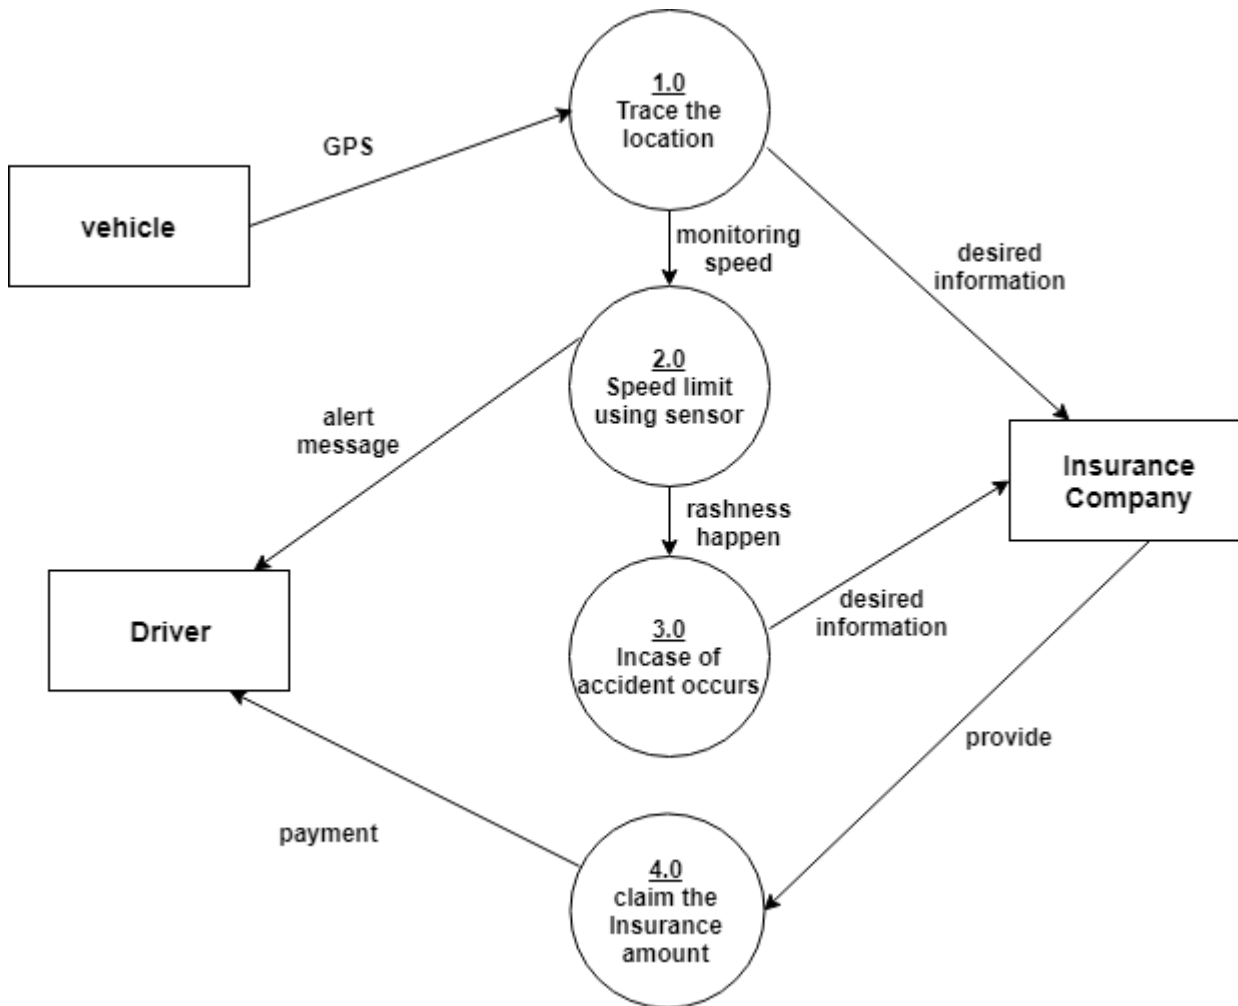 1.0
Trace the
location
GPS
vehicle
monitoring
speed
desired
information
2.0
Speed limit
using sensor
alert
message
Insurance
Company
rashness
happen
desired
information
Driver
3.0
Incase of
accident occurs
provide
payment
4.0
claim the
Insurance
amount